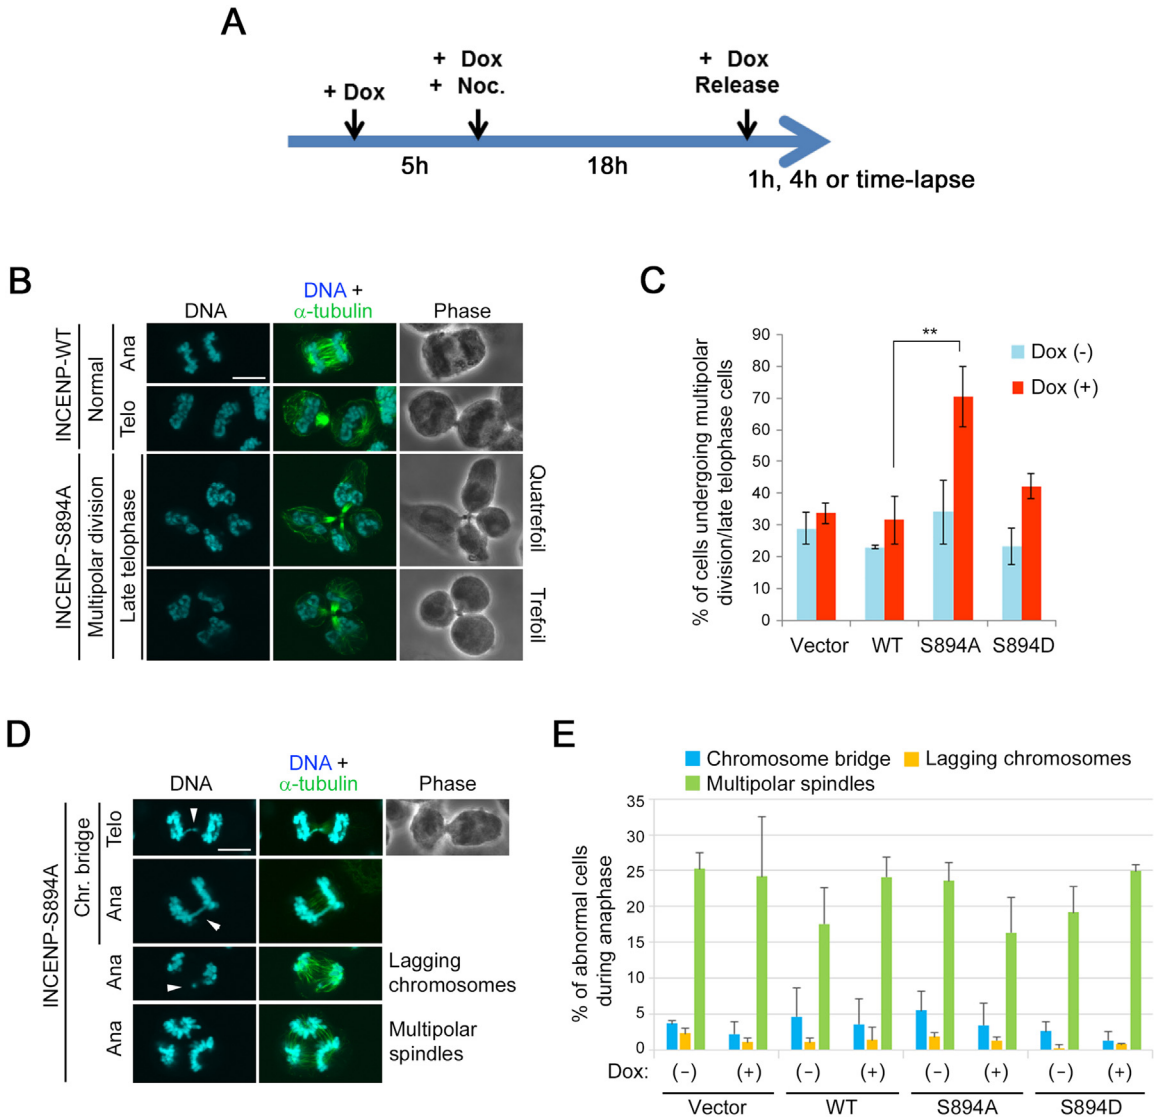 A
+ Dox
+ Dox
+ Noc.
+ Dox
Release
5h
18h
1h, 4h or time-lapse
B
DNA
DNA +
α-tubulin
Phase
INCENP-WT
Normal
Ana
Telo
INCENP-S894A
Multipolar division
Late telophase
Quatrefoil
Trefoil
C
% of cells undergoing multipolar
division/late telophase cells
90
80
70
60
50
40
30
20
10
0
**
Dox (-)
Dox (+)
Vector
WT
S894A
S894D
D
DNA
DNA +
α-tubulin
Phase
INCENP-S894A
Chr. bridge
Telo
Ana
Ana
Lagging
chromosomes
Ana
Multipolar
spindles
E
Chromosome bridge
Lagging chromosomes
Multipolar spindles
% of abnormal cells
during anaphase
35
30
25
20
15
10
5
0
Dox: (−) (+) (−) (+) (−) (+) (−) (+)
Vector WT S894A S894D